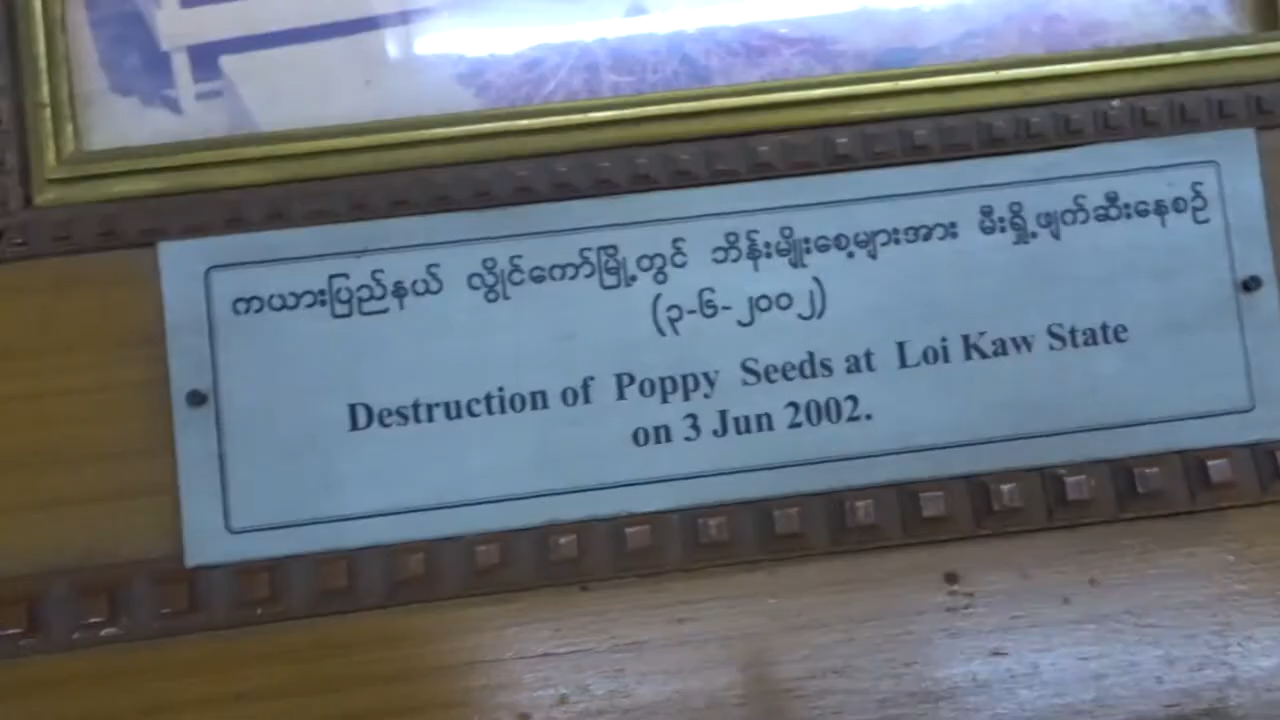 ကယားပြည်နယ် လွိုင်ကော်မြို့တွင် ဘိန်းမျိုးစေ့များအား မီးရှို့ဖျက်ဆီးနေစဉ်
(၃-၆-၂၀၀၂)
Destruction of Poppy Seeds at Loi Kaw State
on 3 Jun 2002.